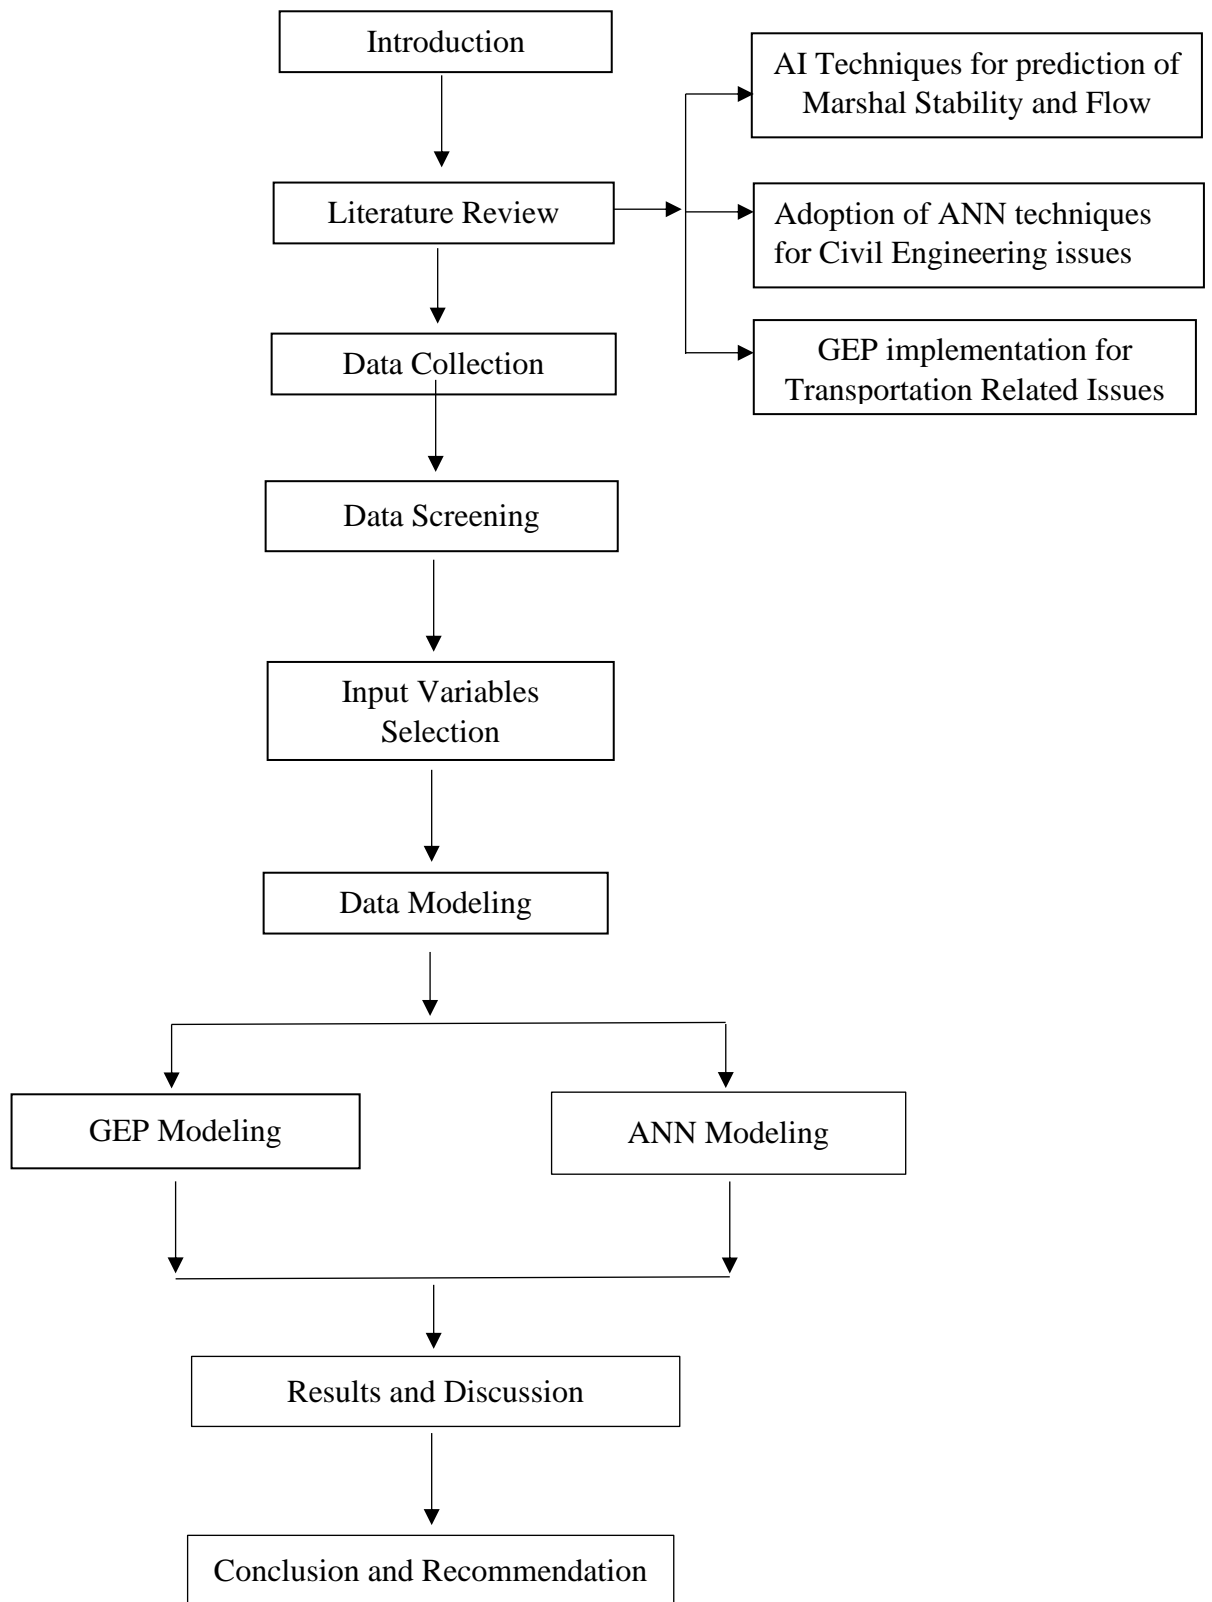 Introduction
AI Techniques for prediction of
Marshal Stability and Flow
Literature Review
Adoption of ANN techniques
for Civil Engineering issues
Data Collection
GEP implementation for
Transportation Related Issues
Data Screening
Input Variables
Selection
Data Modeling
GEP Modeling
ANN Modeling
Results and Discussion
Conclusion and Recommendation